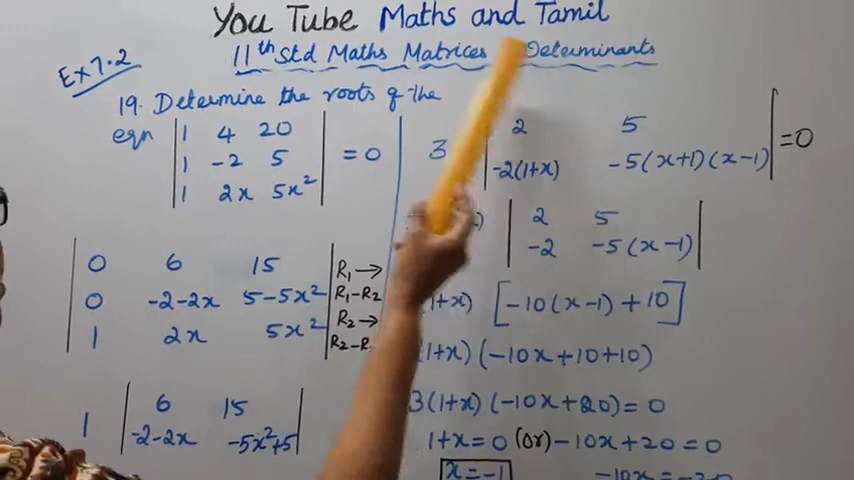 You Tube Maths and Tamil
11th Std Maths Matrices Determinants
Ex 7.2
19. Determine the roots of the
eqn | 1 4 20 |
| 1 -2 5 | = 0
| 1 2x 5x² |
| 0 6 15 | R₁→
| 0 -2-2x 5-5x² | R₁-R₂
| 1 2x 5x² | R₂→
R₂-R
1 | 6 15 |
| -2-2x -5x²+5 |
3 | 2 5 |
| -2(1+x) -5(x+1)(x-1) | =0
| 2 5 |
| -2 -5(x-1) |
(1+x) [-10(x-1)+10]
(1+x) (-10x+10+10)
3(1+x) (-10x+20)= 0
1+x=0 (or) -10x+20=0
x=-1 -10x=-20